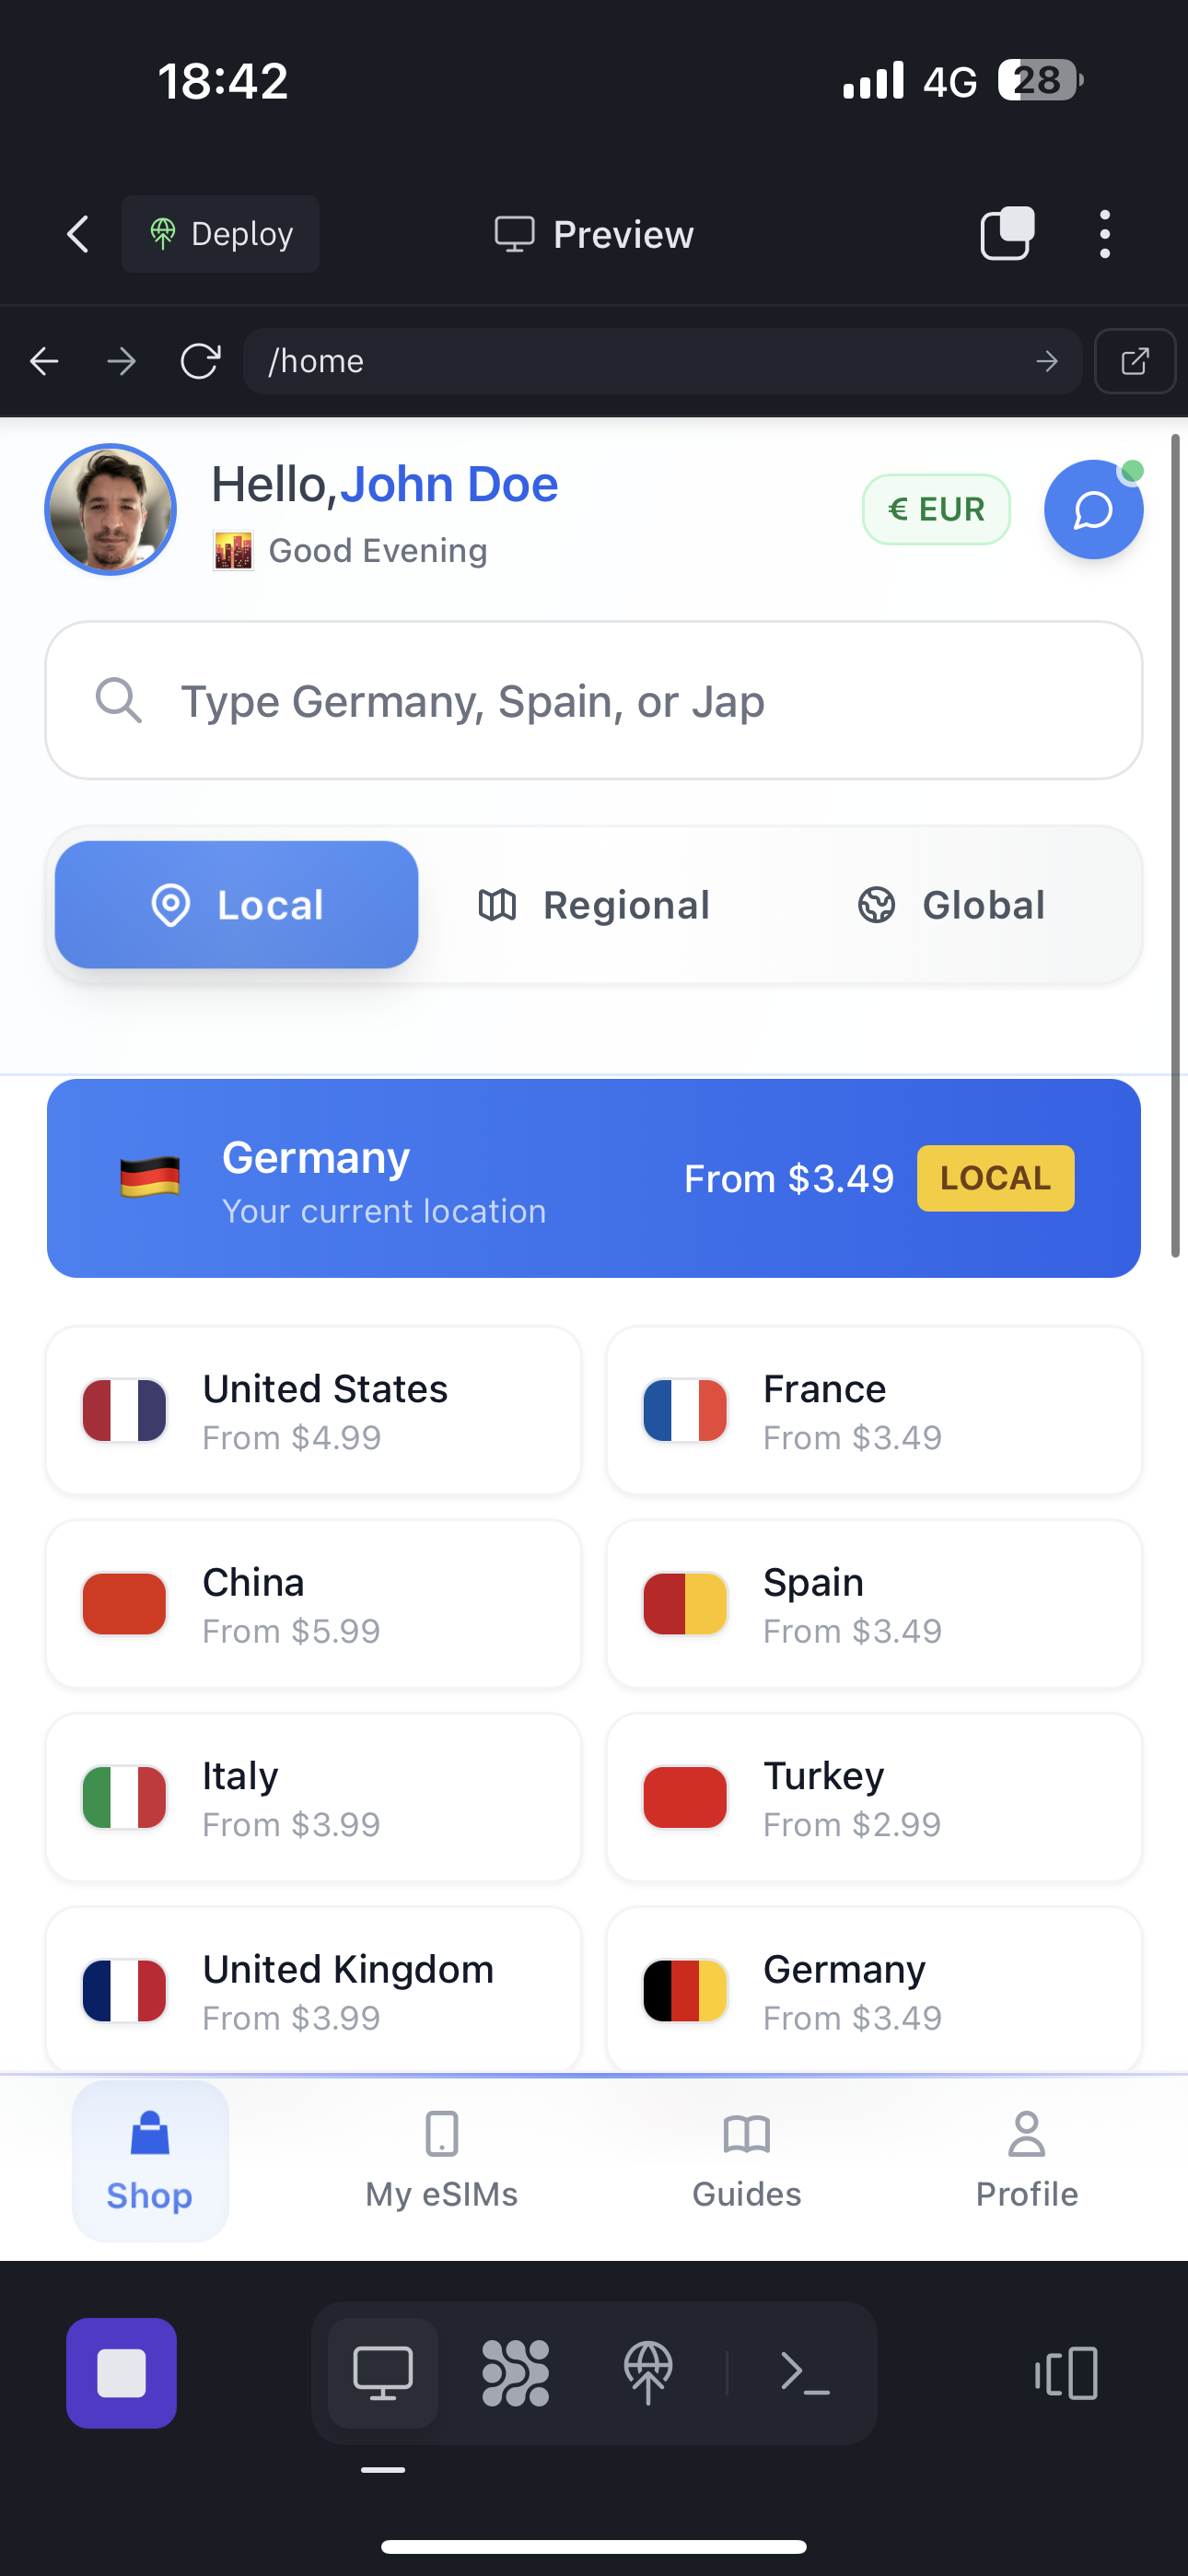 18:42
4G 28
Deploy
Preview
/home
Hello,John Doe
Good Evening
€ EUR
Type Germany, Spain, or Jap
Local
Regional
Global
Germany
Your current location
From $3.49
LOCAL
United States
From $4.99
France
From $3.49
China
From $5.99
Spain
From $3.49
Italy
From $3.99
Turkey
From $2.99
United Kingdom
From $3.99
Germany
From $3.49
Shop
My eSIMs
Guides
Profile